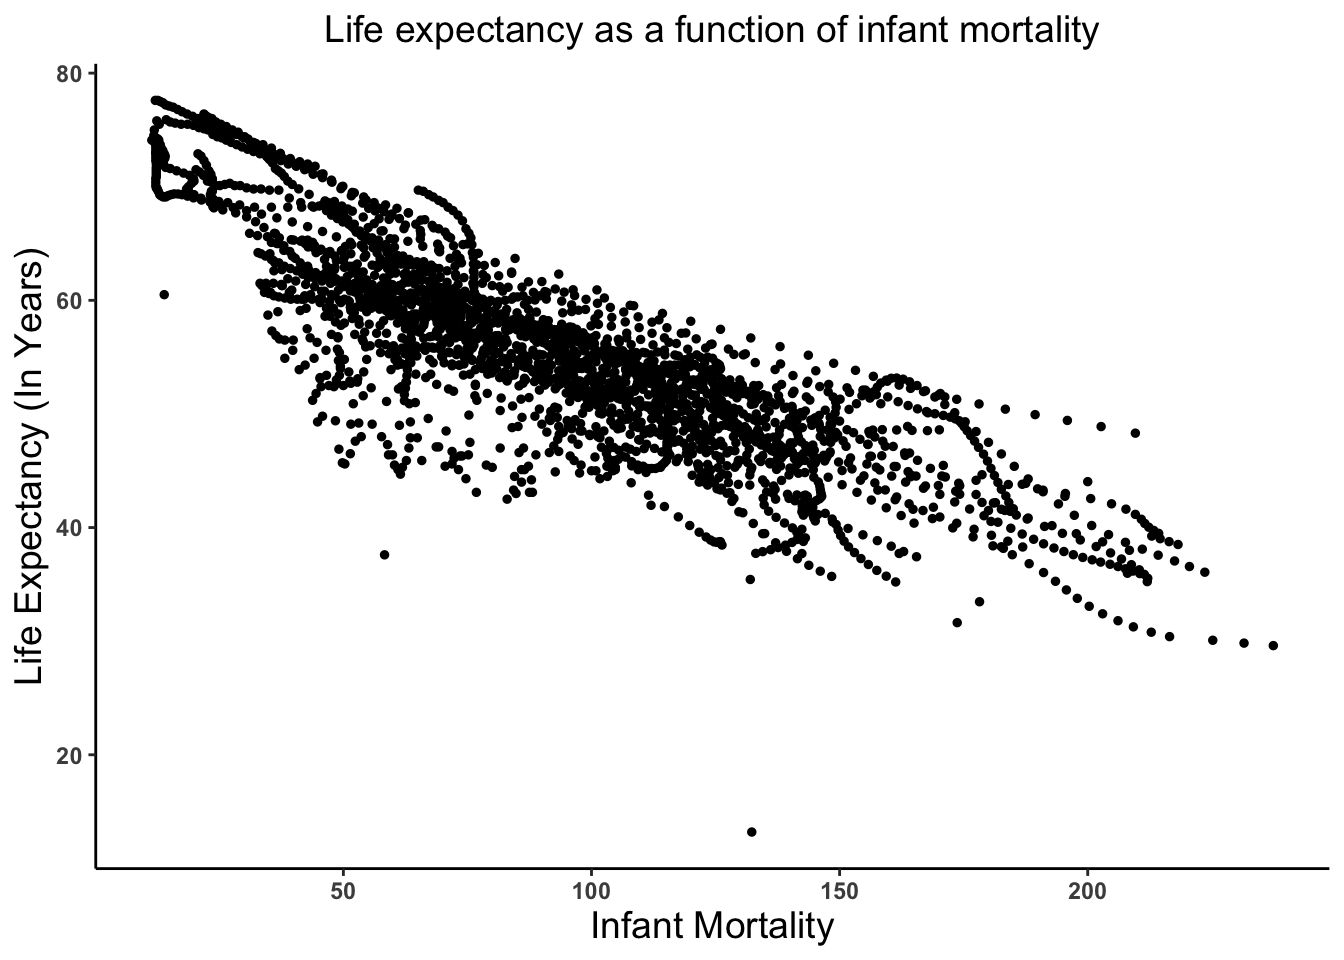 Life expectancy as a function of infant mortality
Life Expectancy (In Years)
80
60
40
20
50 100 150 200
Infant Mortality